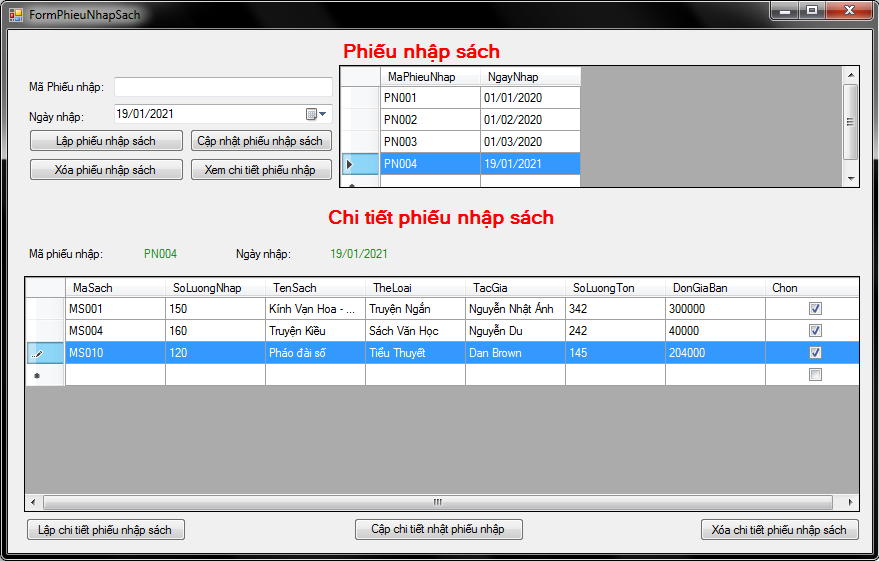 FormPhieuNhapSach
Phiếu nhập sách
Mã Phiếu nhập:
Ngày nhập: 19/01/2021
Lập phiếu nhập sách Cập nhật phiếu nhập sách
Xóa phiếu nhập sách Xem chi tiết phiếu nhập
MaPhieuNhap NgayNhap
PN001 01/01/2020
PN002 01/02/2020
PN003 01/03/2020
PN004 19/01/2021
Chi tiết phiếu nhập sách
Mã phiếu nhập: PN004 Ngày nhập: 19/01/2021
MaSach SoLuongNhap TenSach TheLoai TacGia SoLuongTon DonGiaBan Chon
MS001 150 Kính Vạn Hoa - ... Truyện Ngắn Nguyễn Nhật Ánh 342 300000
MS004 160 Truyện Kiều Sách Văn Học Nguyễn Du 242 40000
MS010 120 Pháo đài số Tiểu Thuyết Dan Brown 145 204000
Lập chi tiết phiếu nhập sách Cập chi tiết nhật phiếu nhập Xóa chi tiết phiếu nhập sách